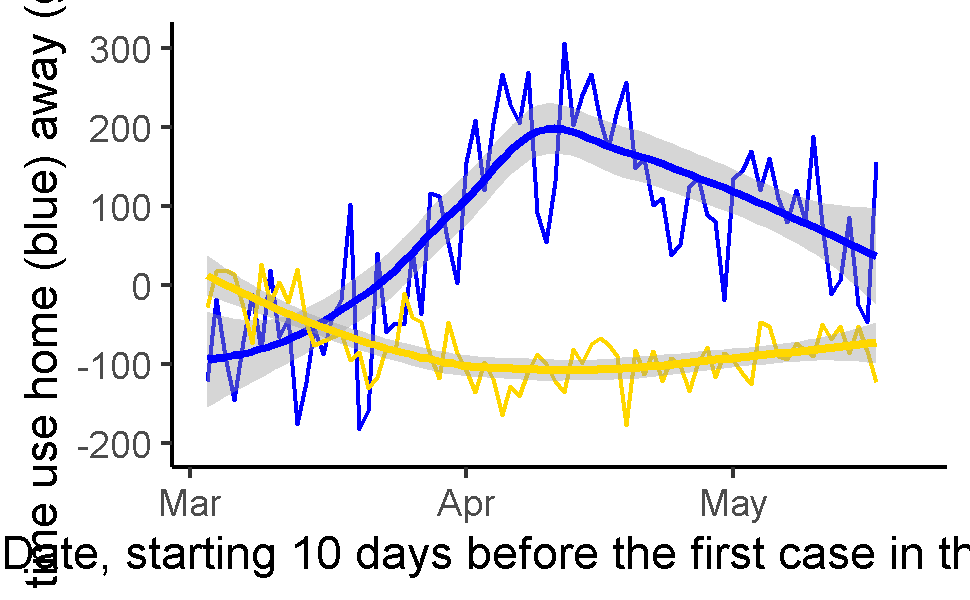 time use home (blue) away (
300
200
100
0
-100
-200
Mar Apr May
Date, starting 10 days before the first case in th